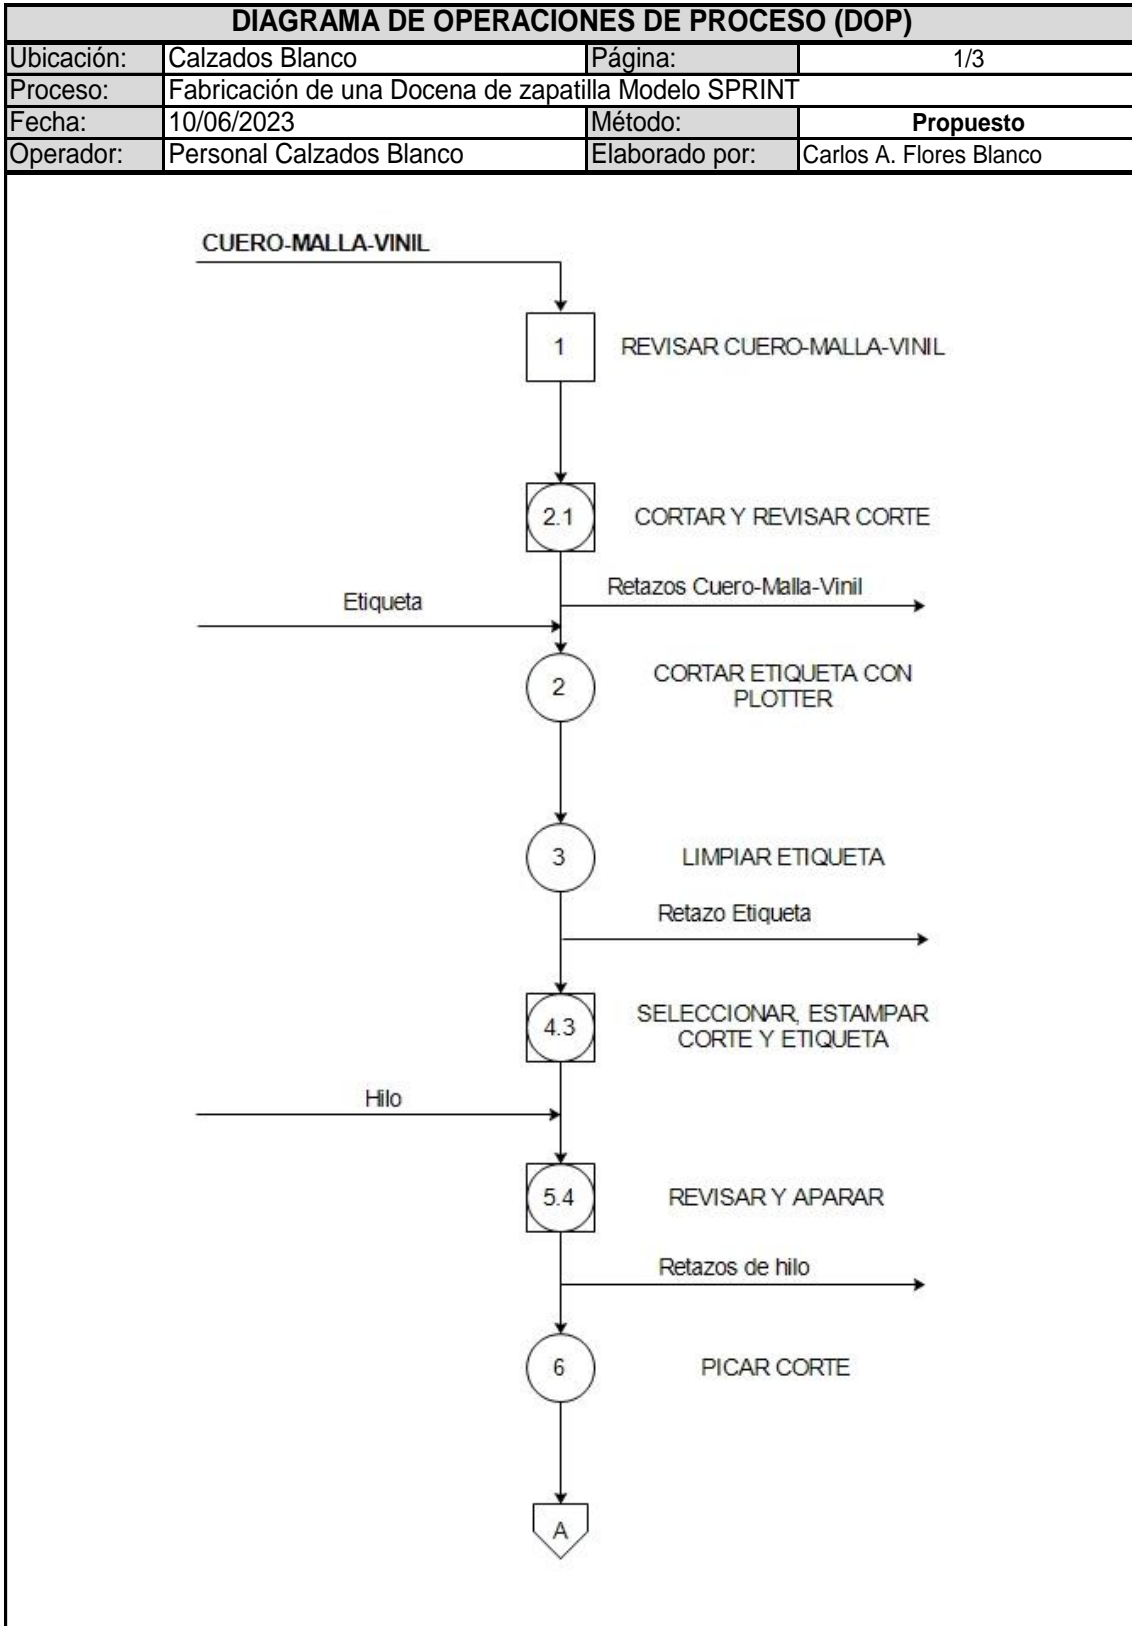 DIAGRAMA DE OPERACIONES DE PROCESO (DOP)
Ubicación: Calzados Blanco Página: 1/3
Proceso: Fabricación de una Docena de zapatilla Modelo SPRINT
Fecha: 10/06/2023 Método: Propuesto
Operador: Personal Calzados Blanco Elaborado por: Carlos A. Flores Blanco
CUERO-MALLA-VINIL
1 REVISAR CUERO-MALLA-VINIL
2.1 CORTAR Y REVISAR CORTE
Retazos Cuero-Malla-Vinil
Etiqueta
2 CORTAR ETIQUETA CON
PLOTTER
3 LIMPIAR ETIQUETA
Retazo Etiqueta
4.3 SELECCIONAR, ESTAMPAR
CORTE Y ETIQUETA
Hilo
5.4 REVISAR Y APARAR
Retazos de hilo
6 PICAR CORTE
A